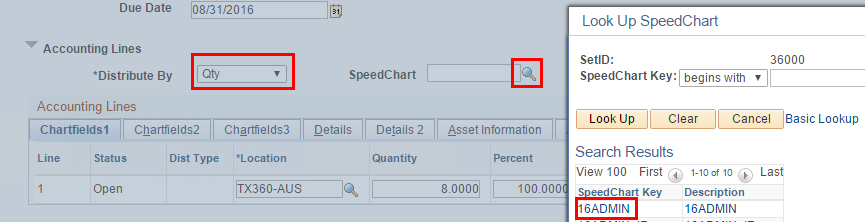 Due Date 08/31/2016
Accounting Lines
*Distribute By Qty SpeedChart
Accounting Lines
Chartfields1 Chartfields2 Chartfields3 Details Details 2 Asset Information
Line Status Dist Type *Location Quantity Percent
1 Open TX360-AUS 8.0000 100.0000
Look Up SpeedChart
SetID: 36000
SpeedChart Key: begins with
Look Up Clear Cancel Basic Lookup
Search Results
View 100 First 1-10 of 10 Last
SpeedChart Key Description
16ADMIN 16ADMIN